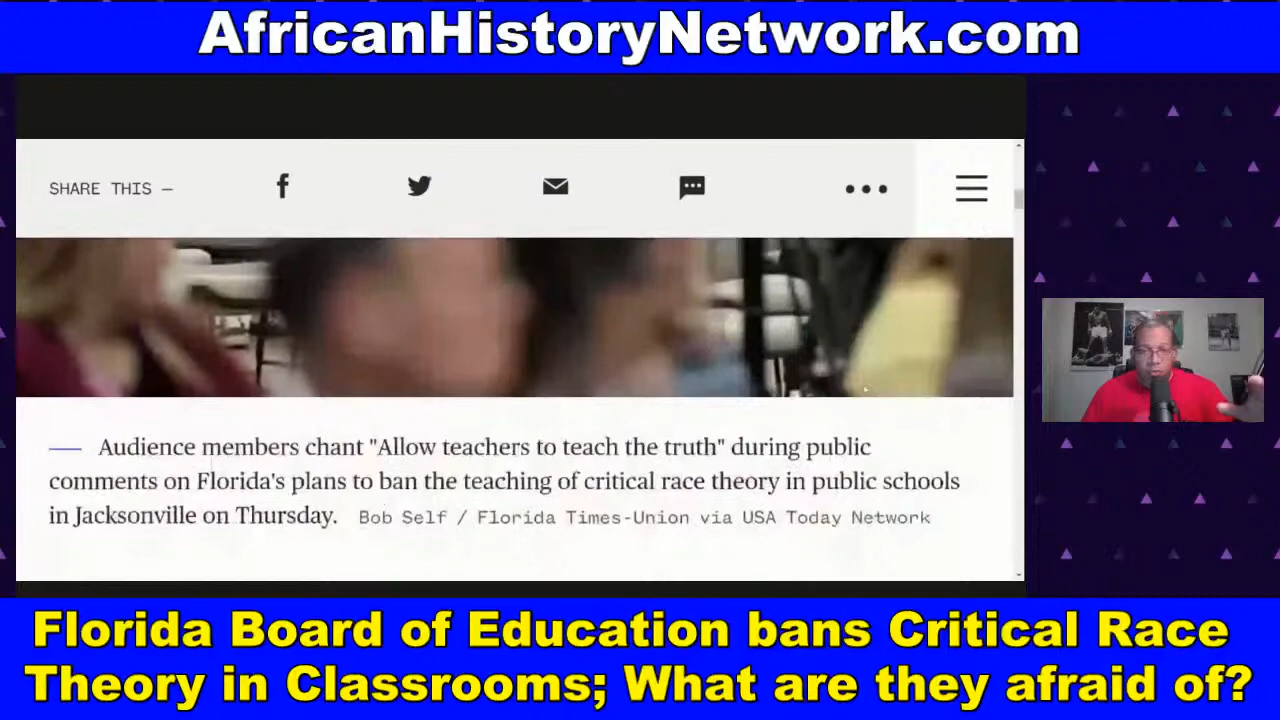 AfricanHistoryNetwork.com
SHARE THIS —
Audience members chant "Allow teachers to teach the truth" during public
comments on Florida's plans to ban the teaching of critical race theory in public schools
in Jacksonville on Thursday. Bob Self / Florida Times-Union via USA Today Network
Florida Board of Education bans Critical Race
Theory in Classrooms; What are they afraid of?